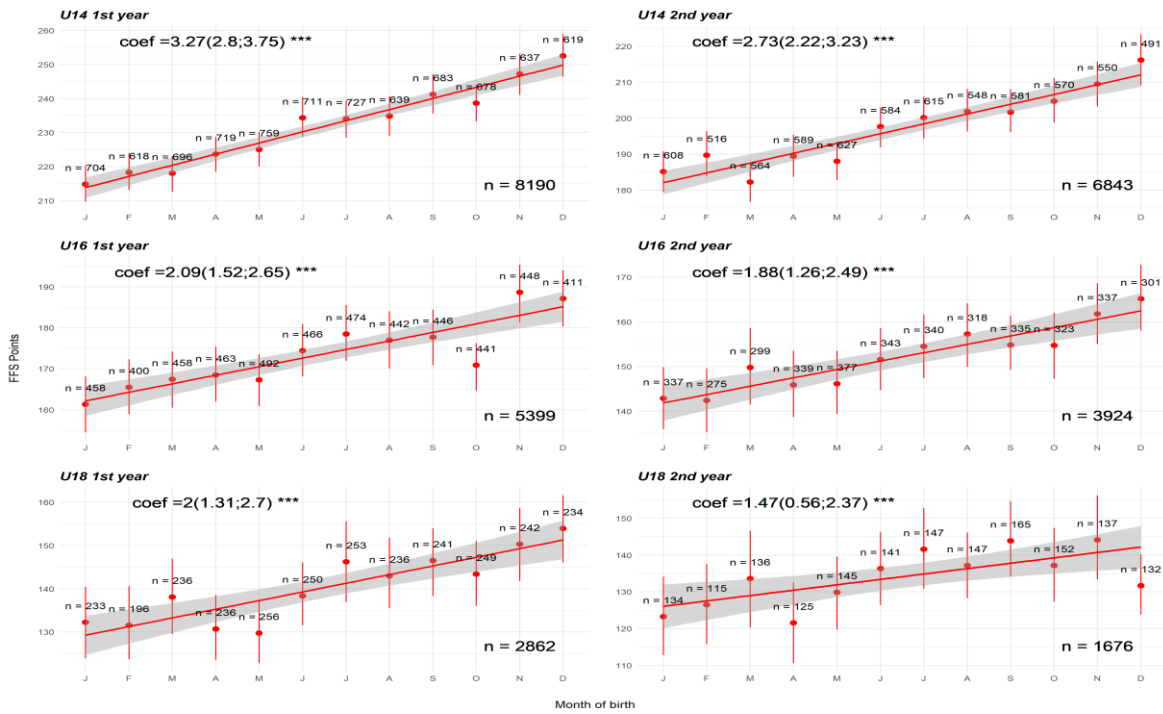 U14 1st year
coef =3.27(2.8;3.75) ***
260
250
240
230
220
210
n = 704
n = 618
n = 696
n = 719
n = 759
n = 711
n = 727
n = 639
n = 683
n = 678
n = 637
n = 619
n = 8190
J F M A M J J A S O N D
U14 2nd year
coef =2.73(2.22;3.23) ***
220
210
200
190
180
n = 608
n = 516
n = 564
n = 589
n = 627
n = 584
n = 615
n = 548
n = 581
n = 570
n = 550
n = 491
n = 6843
J F M A M J J A S O N D
U16 1st year
coef =2.09(1.52;2.65) ***
FFS Points
190
180
170
160
n = 458
n = 400
n = 458
n = 463
n = 492
n = 466
n = 474
n = 442
n = 446
n = 441
n = 448
n = 411
n = 5399
J F M A M J J A S O N D
U16 2nd year
coef =1.88(1.26;2.49) ***
170
160
150
140
n = 337
n = 275
n = 299
n = 339
n = 377
n = 343
n = 340
n = 318
n = 335
n = 323
n = 337
n = 301
n = 3924
J F M A M J J A S O N D
U18 1st year
coef =2(1.31;2.7) ***
160
150
140
130
n = 233
n = 196
n = 236
n = 236
n = 256
n = 250
n = 253
n = 236
n = 241
n = 249
n = 242
n = 234
n = 2862
J F M A M J J A S O N D
U18 2nd year
coef =1.47(0.56;2.37) ***
150
140
130
120
110
n = 134
n = 115
n = 136
n = 125
n = 145
n = 141
n = 147
n = 147
n = 165
n = 152
n = 137
n = 132
n = 1676
J F M A M J J A S O N D
Month of birth